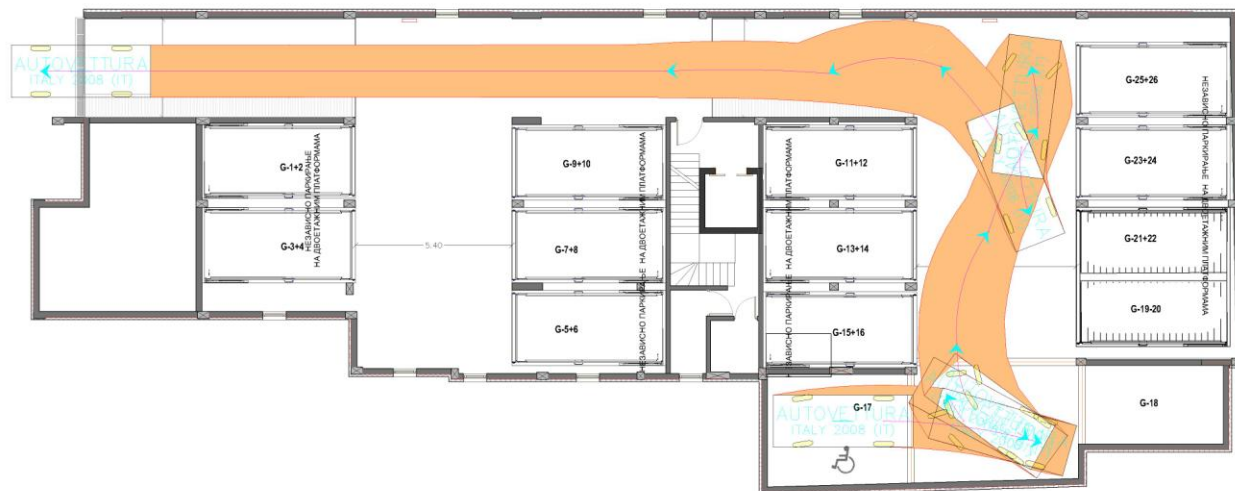 AUTOVETTURA
ITALY 2008 (IT)
G-25+26
G-1+2
G-9+10
G-11+12
G-23+24
НЕЗАВИСНО ПАРКИРАЊЕ
НА ДВОЕТАЖНИМ ПЛАТФОРМАМА
НЕЗАВИСНО ПАРКИРАЊЕ НА ДВОЕТАЖНИМ ПЛАТФОРМАМА
НЕЗАВИСНО ПАРКИРАЊЕ НА ДВОЕТАЖНИМ ПЛАТФОРМАМА
НЕЗАВИСНО ПАРКИРАЊЕ НА ДВОЕТАЖНИМ ПЛАТФОРМАМА
G-3+4
5.40
G-7+8
G-13+14
G-21+22
G-5+6
G-15+16
G-19-20
G-17
G-18
AUTOVETTURA
ITALY 2008 (IT)